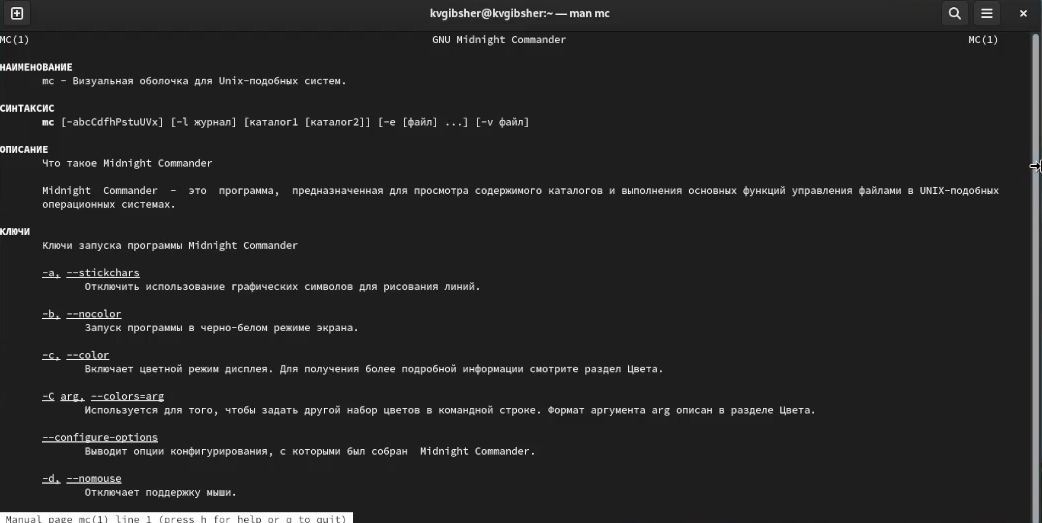 kvgibsher@kvgibsher:~ — man mc
MC(1) GNU Midnight Commander MC(1)
НАИМЕНОВАНИЕ
mc - Визуальная оболочка для Unix-подобных систем.
СИНТАКСИС
mc [-abcCdfhPstuUVx] [-l журнал] [каталог1 [каталог2]] [-e [файл] ...] [-v файл]
ОПИСАНИЕ
Что такое Midnight Commander
Midnight Commander - это программа, предназначенная для просмотра содержимого каталогов и выполнения основных функций управления файлами в UNIX-подобных
операционных системах.
КЛЮЧИ
Ключи запуска программы Midnight Commander
-a, --stickchars
Отключить использование графических символов для рисования линий.
-b, --nocolor
Запуск программы в черно-белом режиме экрана.
-c, --color
Включает цветной режим дисплея. Для получения более подробной информации смотрите раздел Цвета.
-C arg, --colors=arg
Используется для того, чтобы задать другой набор цветов в командной строке. Формат аргумента arg описан в разделе Цвета.
--configure-options
Выводит опции конфигурирования, с которыми был собран Midnight Commander.
-d, --nomouse
Отключает поддержку мыши.
Manual page mc(1) line 1 (press h for help or q to quit)